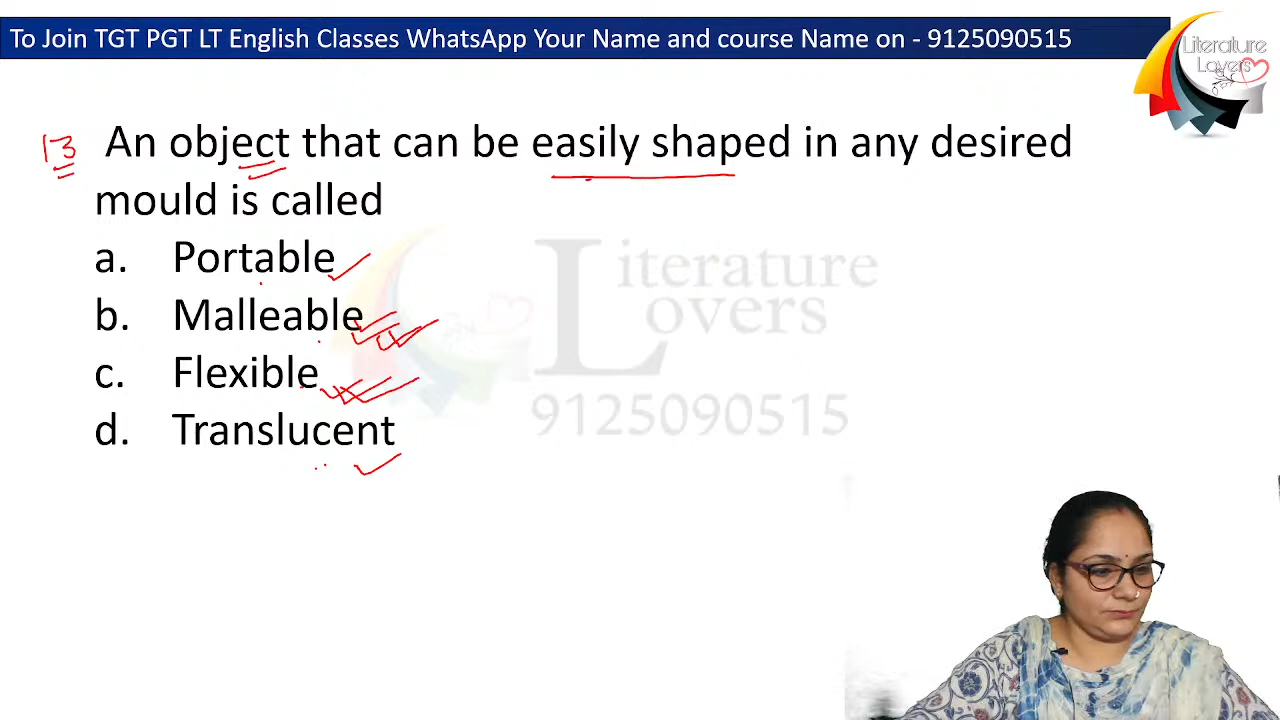 To Join TGT PGT LT English Classes WhatsApp Your Name and course Name on - 9125090515
Literature
Lovers
13 An object that can be easily shaped in any desired
mould is called
a. Portable
b. Malleable
c. Flexible
d. Translucent
Literature
Lovers
9125090515